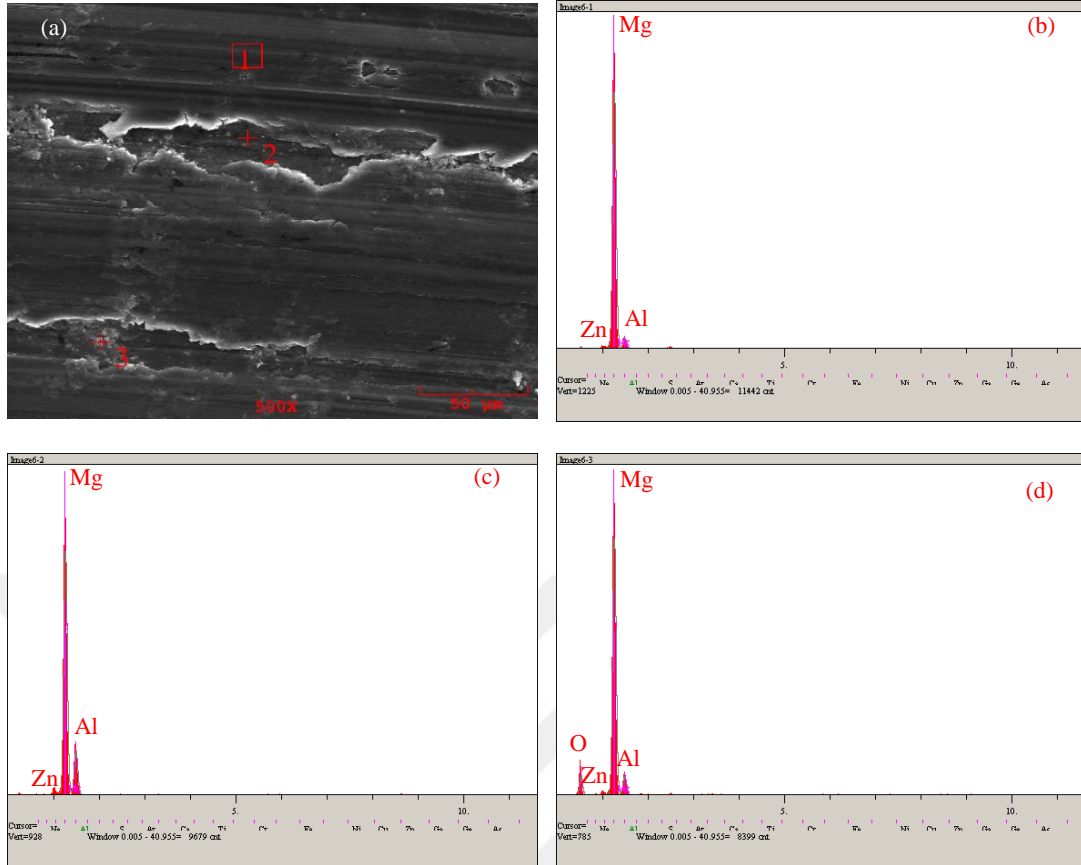 (a)
1
2
3
500X
50 µm
Image6-1
Mg
(b)
Zn
Al
5.
10.
Cursor=
Vert=1225 Window 0.005 - 40.955= 11442 cnt
Image6-2
Mg
(c)
Al
Zn
5.
10.
Cursor=
Vert=928 Window 0.005 - 40.955= 9679 cnt
Image6-3
Mg
(d)
O
Zn
Al
5.
10.
Cursor=
Vert=785 Window 0.005 - 40.955= 8399 cnt